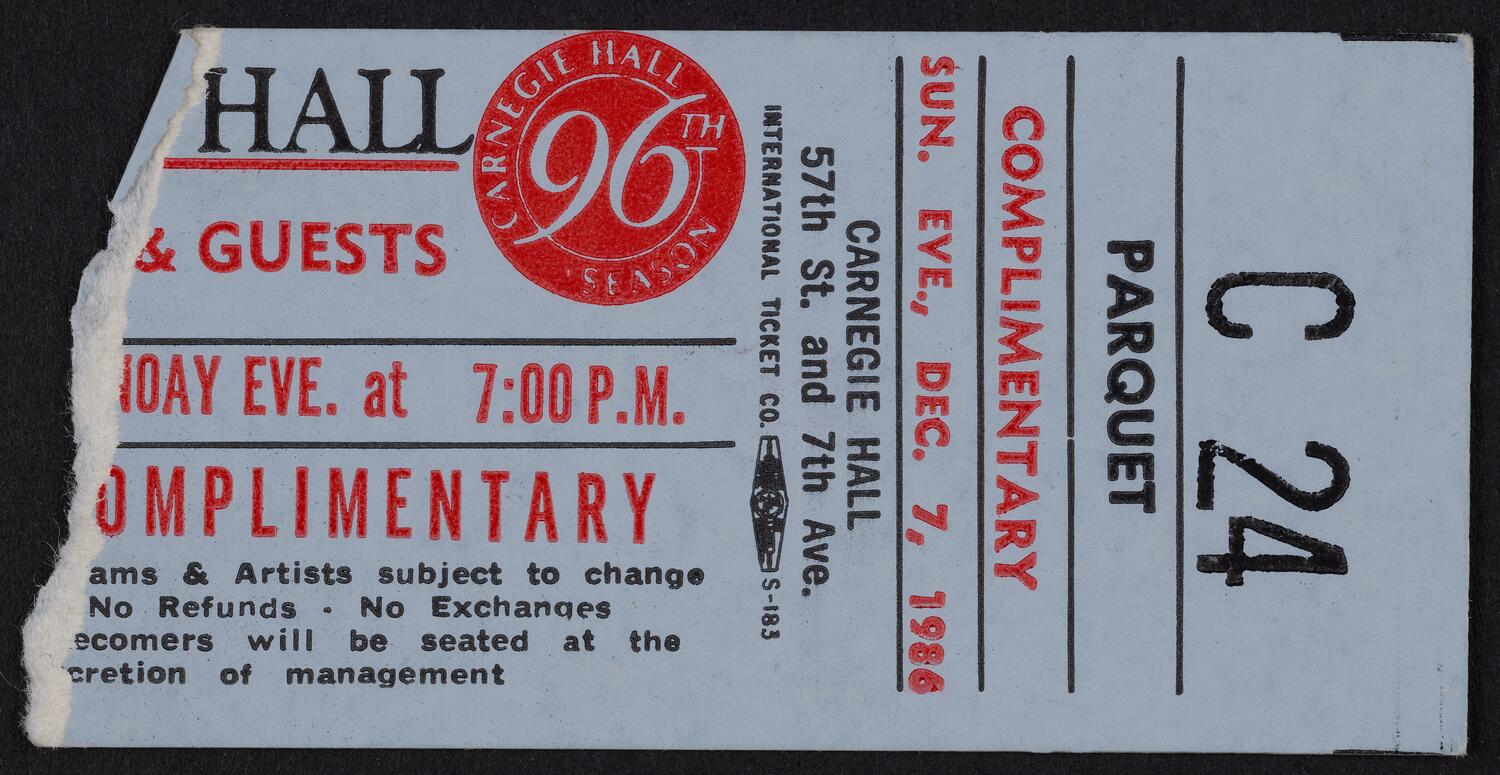 HALL
CARNEGIE HALL
96TH
SEASON
& GUESTS
NDAY EVE. at 7:00 P.M.
OMPLIMENTARY
ams & Artists subject to change
No Refunds - No Exchanges
ecomers will be seated at the
cretion of management
INTERNATIONAL TICKET CO. S-183
57th St. and 7th Ave.
CARNEGIE HALL
SUN. EVE., DEC. 7, 1986
COMPLIMENTARY
PARQUET
C 24